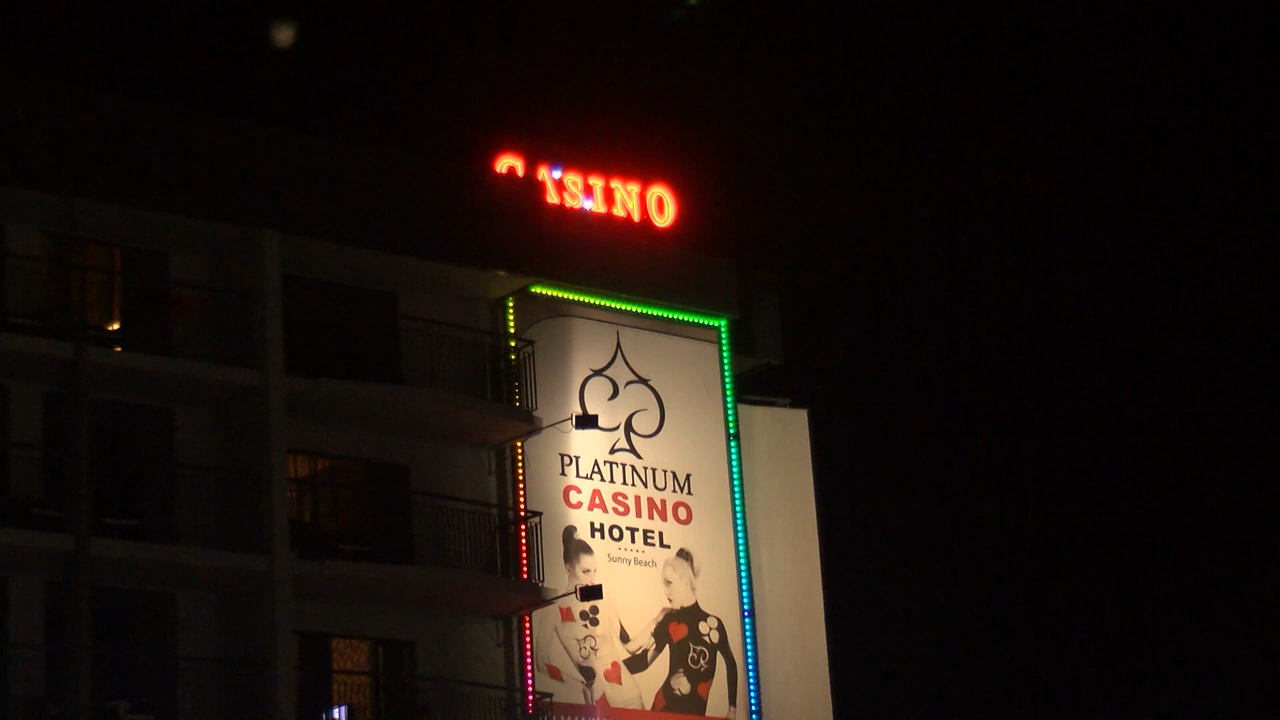 CASINO
PLATINUM
CASINO
HOTEL
Sunny Beach